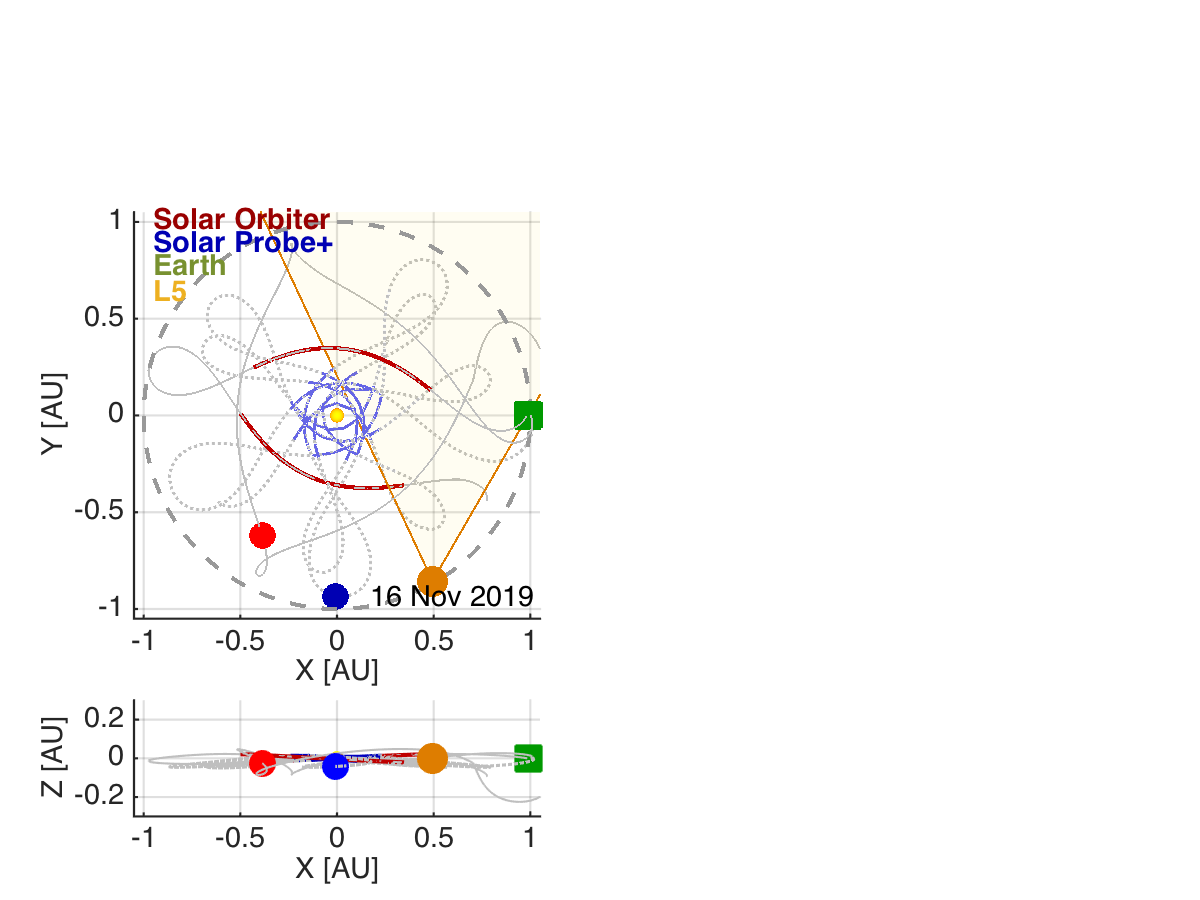 Solar Orbiter
Solar Probe+
Earth
L5
1
0.5
0
-0.5
-1
Y [AU]
16 Nov 2019
-1 -0.5 0 0.5 1
X [AU]
0.2
0
-0.2
Z [AU]
-1 -0.5 0 0.5 1
X [AU]